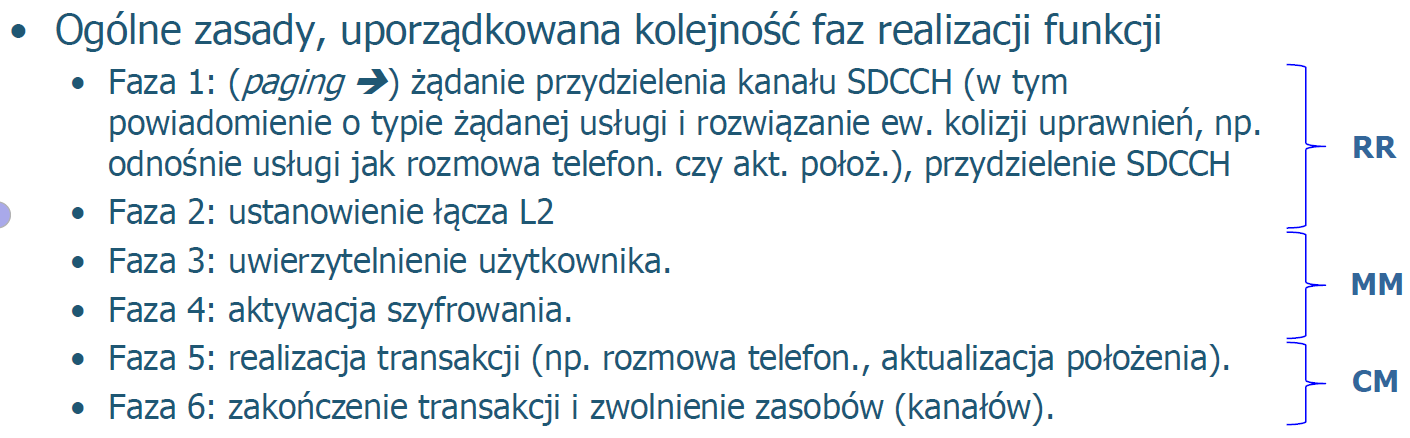 • Ogólne zasady, uporządkowana kolejność faz realizacji funkcji
• Faza 1: (paging ➔) żądanie przydzielenia kanału SDCCH (w tym
powiadomienie o typie żądanej usługi i rozwiązanie ew. kolizji uprawnień, np.
odnośnie usługi jak rozmowa telefon. czy akt. położ.), przydzielenie SDCCH
RR
• Faza 2: ustanowienie łącza L2
• Faza 3: uwierzytelnienie użytkownika.
MM
• Faza 4: aktywacja szyfrowania.
• Faza 5: realizacja transakcji (np. rozmowa telefon., aktualizacja położenia).
CM
• Faza 6: zakończenie transakcji i zwolnienie zasobów (kanałów).